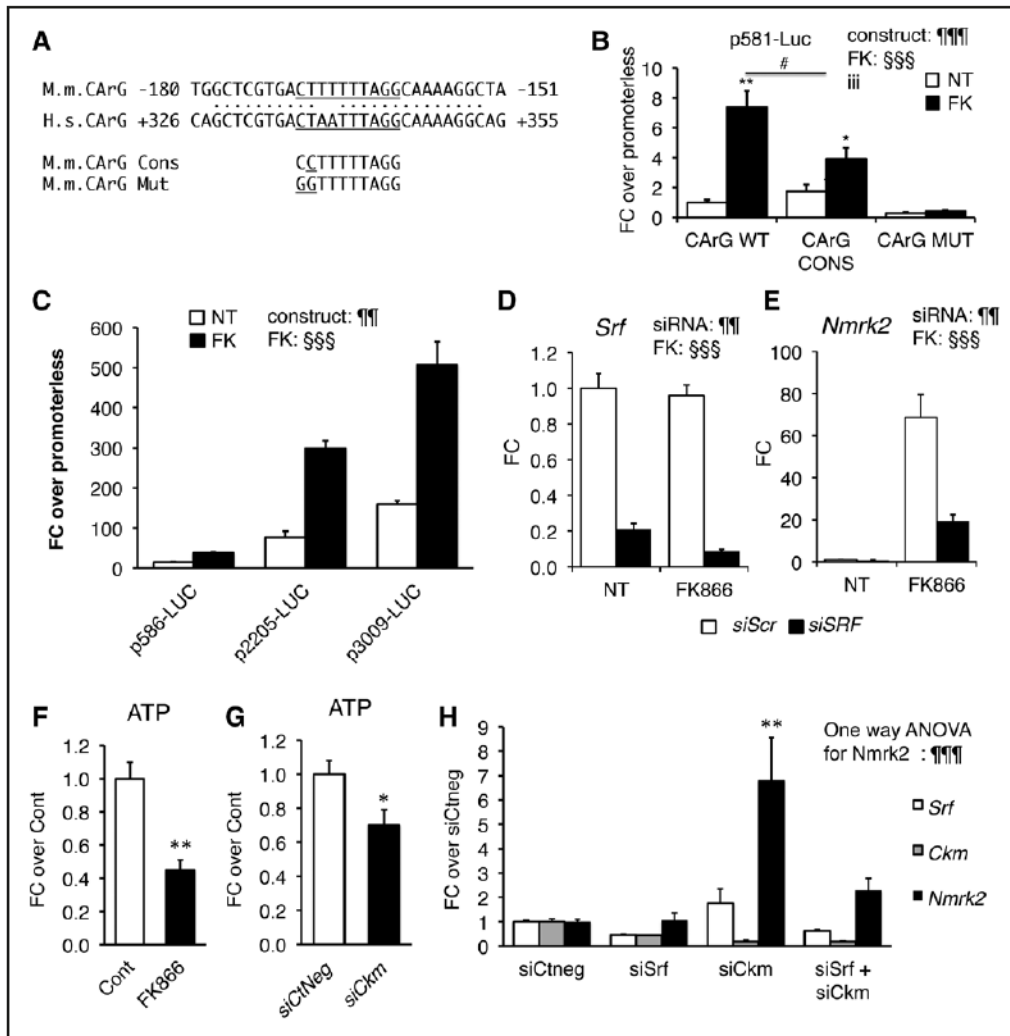 A
M.m.CArG -180 TGGCTCGTGACTTTTTTAGGCAAAAGGCTA -151
H.s.CArG +326 CAGCTCGTGACTAATTTAGGCAAAAGGCAG +355
M.m.CArG Cons CCTTTTTAGG
M.m.CArG Mut GGTTTTTAGG
B
p581-Luc
construct: ¶¶¶
FK: §§§
iii
NT
FK
#
**
*
FC over promoterless
10
8
6
4
2
0
CArG WT
CArG CONS
CArG MUT
C
NT
FK
construct: ¶¶
FK: §§§
FC over promoterless
600
500
400
300
200
100
0
p586-LUC
p2205-LUC
p3009-LUC
D
Srf
siRNA: ¶¶
FK: §§§
FC
1.2
1.0
0.8
0.6
0.4
0.2
0.0
NT
FK866
E
Nmrk2
siRNA: ¶¶
FK: §§§
FC
100
80
60
40
20
0
NT
FK866
siScr
siSRF
F
ATP
FC over Cont
1.2
1.0
0.8
0.6
0.4
0.2
0.0
**
Cont
FK866
G
ATP
FC over Cont
1.2
1.0
0.8
0.6
0.4
0.2
0.0
*
siCtNeg
siCkm
H
FC over siCtneg
9
8
7
6
5
4
3
2
1
0
**
One way ANOVA
for Nmrk2 : ¶¶¶
Srf
Ckm
Nmrk2
siCtneg
siSrf
siCkm
siSrf +
siCkm